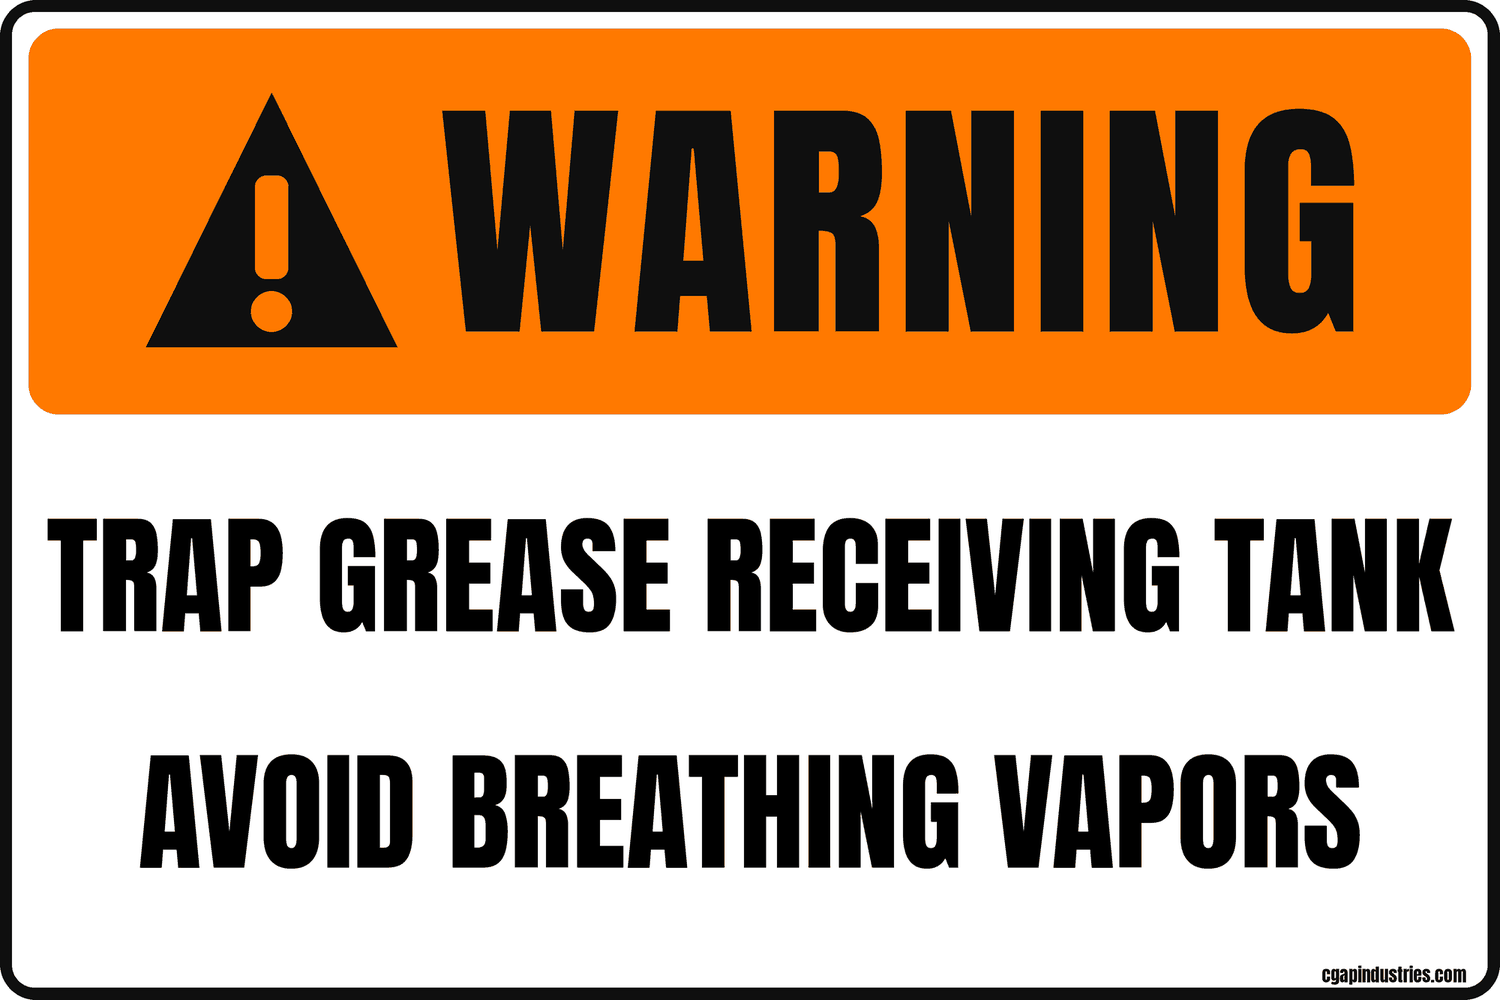 WARNING
TRAP GREASE RECEIVING TANK
AVOID BREATHING VAPORS
cgapindustries.com